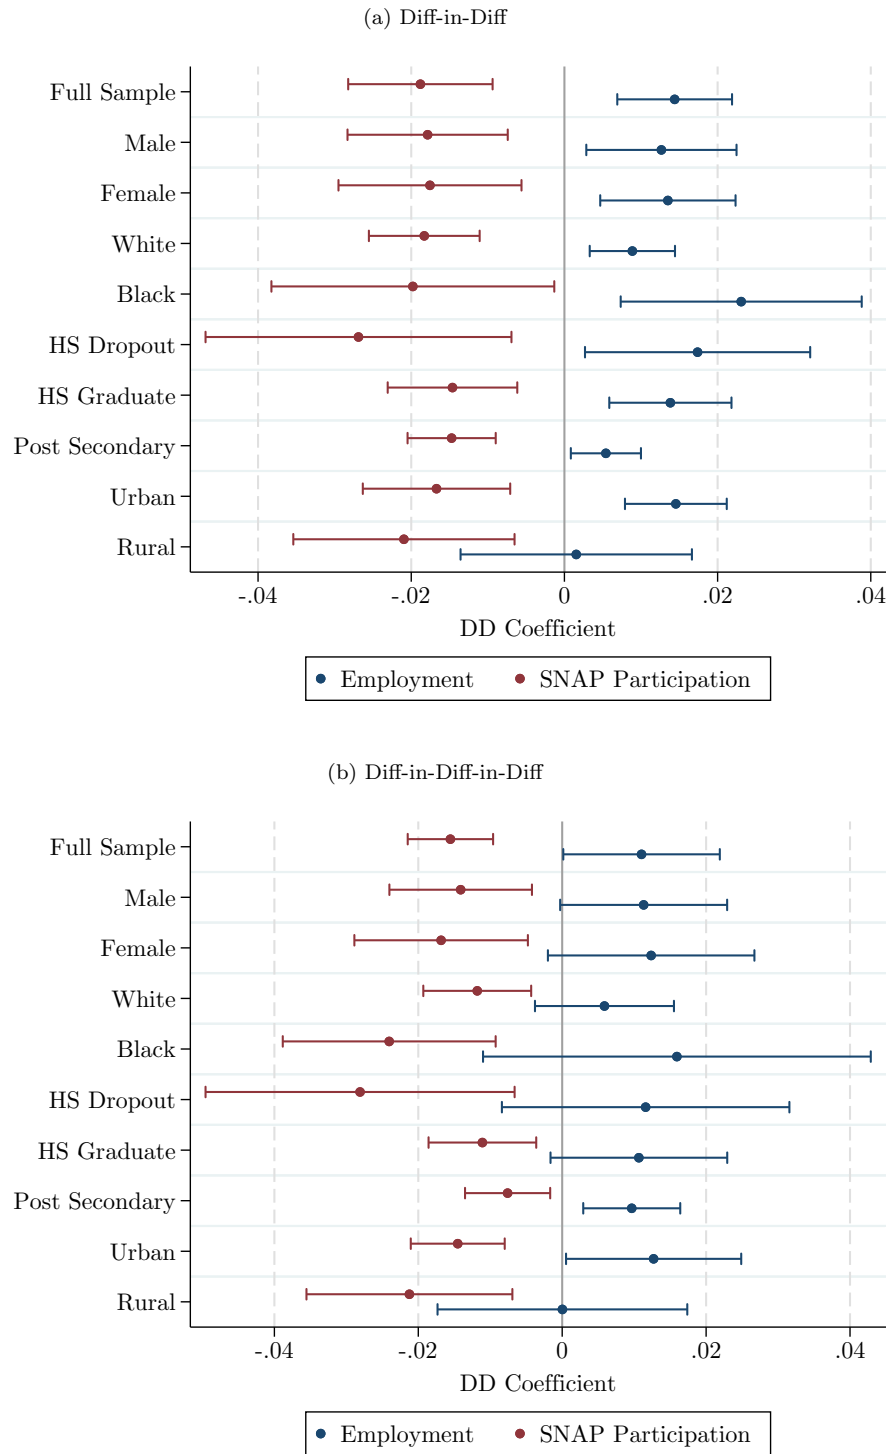 (a) Diff-in-Diff
Full Sample
Male
Female
White
Black
HS Dropout
HS Graduate
Post Secondary
Urban
Rural
-.04 -.02 0 .02 .04
DD Coefficient
Employment SNAP Participation
(b) Diff-in-Diff-in-Diff
Full Sample
Male
Female
White
Black
HS Dropout
HS Graduate
Post Secondary
Urban
Rural
-.04 -.02 0 .02 .04
DD Coefficient
Employment SNAP Participation